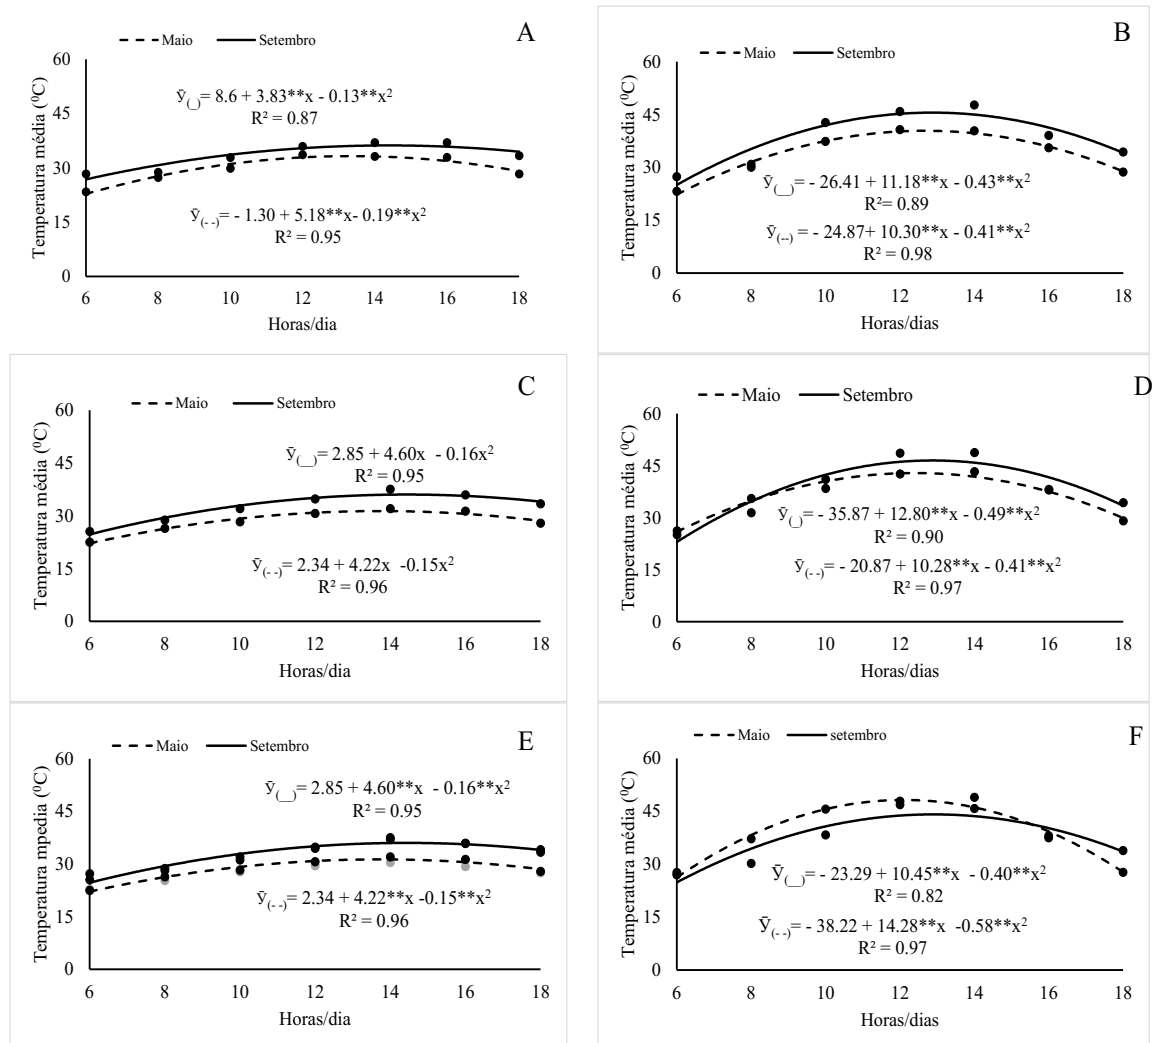 A
Maio Setembro
Temperatura média (⁰C)
60
45
30
15
0
ȳ(_)= 8.6 + 3.83**x - 0.13**x²
R² = 0.87
ȳ(- -)= - 1.30 + 5.18**x- 0.19**x²
R² = 0.95
6 8 10 12 14 16 18
Horas/dia
B
Maio Setembro
Temperatura média (⁰C)
60
45
30
15
0
ȳ(__)= - 26.41 + 11.18**x - 0.43**x²
R²= 0.89
ȳ(--) = - 24.87+ 10.30**x - 0.41**x²
R² = 0.98
6 8 10 12 14 16 18
Horas/dias
C
Maio Setembro
Temperatura média (⁰C)
60
45
30
15
0
ȳ(__)= 2.85 + 4.60x - 0.16x²
R² = 0.95
ȳ(- -)= 2.34 + 4.22x -0.15x²
R² = 0.96
6 8 10 12 14 16 18
Horas/dia
D
Maio Setembro
Temperatura média (⁰C)
60
45
30
15
0
ȳ(_)= - 35.87 + 12.80**x - 0.49**x²
R² = 0.90
ȳ(- -)= - 20.87 + 10.28**x - 0.41**x²
R² = 0.97
6 8 10 12 14 16 18
Horas/dias
E
Maio Setembro
Temperatura mpedia (⁰C)
60
45
30
15
0
ȳ(__)= 2.85 + 4.60**x - 0.16**x²
R² = 0.95
ȳ(- -)= 2.34 + 4.22**x -0.15**x²
R² = 0.96
6 8 10 12 14 16 18
Horas/dia
F
Maio setembro
Temperatura média (⁰C)
60
45
30
15
0
ȳ(__)= - 23.29 + 10.45**x - 0.40**x²
R² = 0.82
ȳ(- -)= - 38.22 + 14.28**x -0.58**x²
R² = 0.97
6 8 10 12 14 16 18
Horas/dias